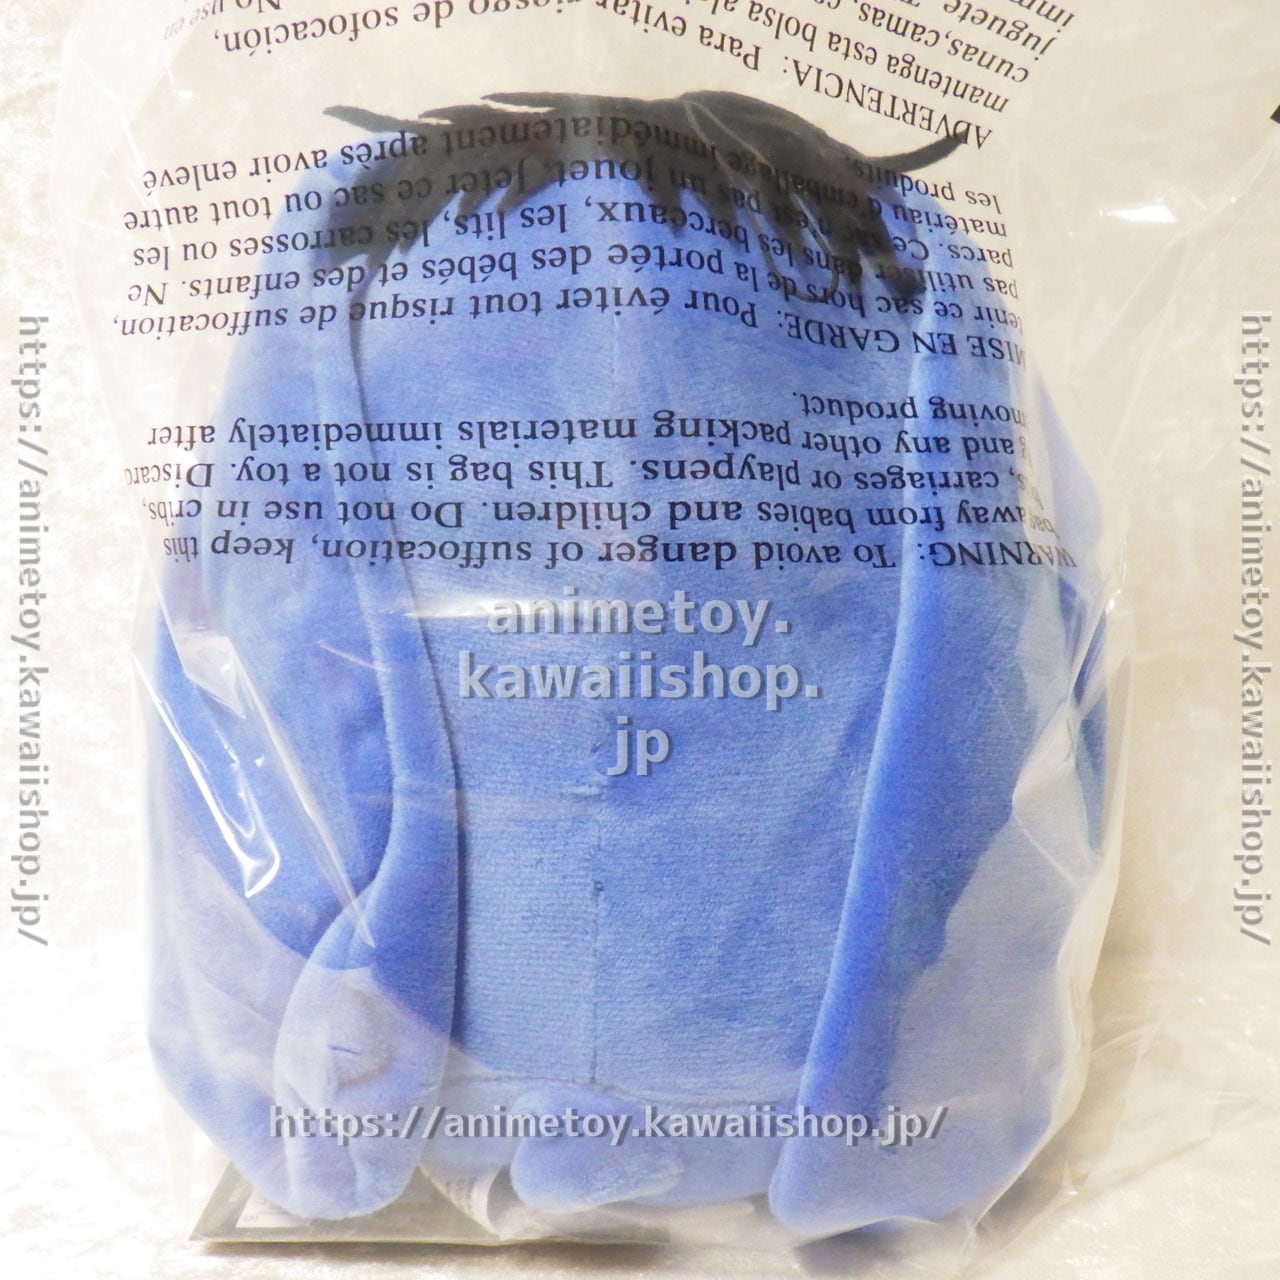 WARNING: To avoid danger of suffocation, keep this
away from babies and children. Do not use in cribs,
carriages or playpens. This bag is not a toy. Discard
and any other packing materials immediately after
moving product.
MISE EN GARDE: Pour éviter tout risque de suffocation,
tenir ce sac hors de la portée des bébés et des enfants. Ne
pas utiliser dans les berceaux, les lits, les carrosses ou les
parcs. Ce sac n'est pas un jouet. Jeter ce sac ou tout autre
matériau d'emballage immédiatement après avoir enlevé
les produits.
ADVERTENCIA: Para evitar riesgo de sofocación,
mantenga esta bolsa No use en
cunas, camas,
juguete
animetoy.
kawaiishop.
jp
https://animetoy.kawaiishop.jp/
https://animetoy.kawaiishop.jp/
https://animetoy.kawaiishop.jp/